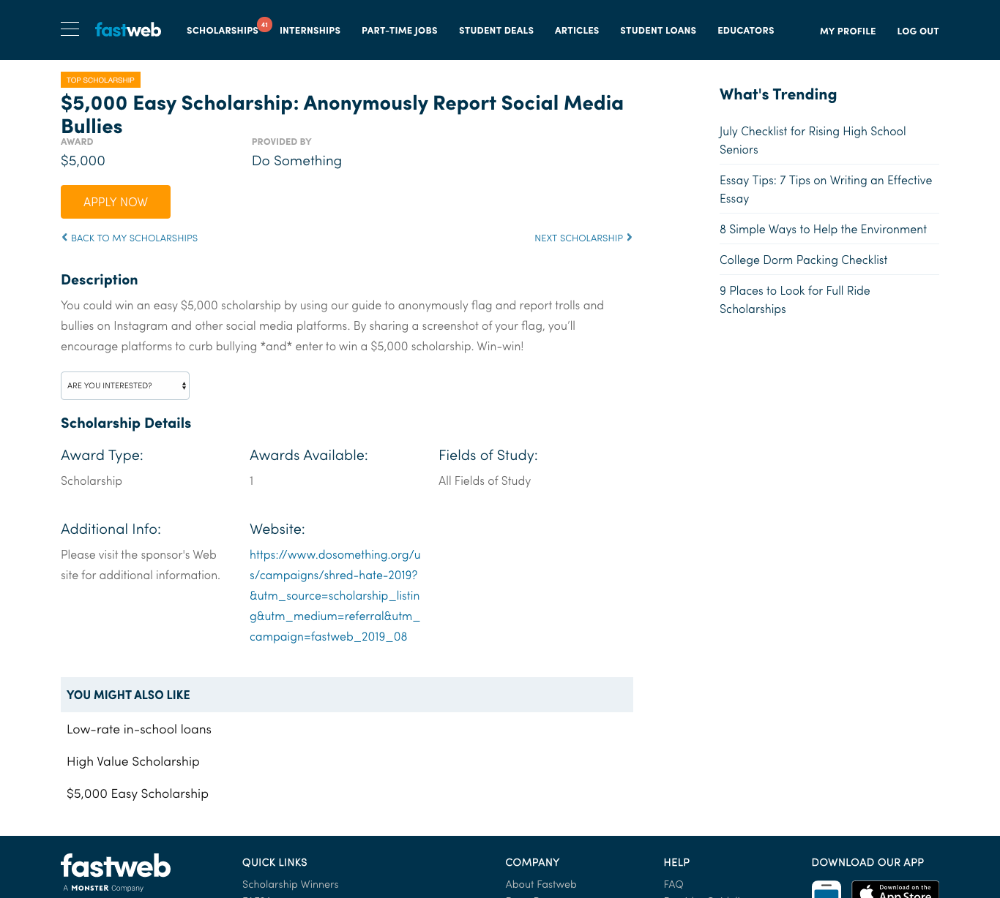 fastweb
SCHOLARSHIPS 41
INTERNSHIPS
PART-TIME JOBS
STUDENT DEALS
ARTICLES
STUDENT LOANS
EDUCATORS
MY PROFILE
LOG OUT
TOP SCHOLARSHIP
$5,000 Easy Scholarship: Anonymously Report Social Media
Bullies
AWARD
$5,000
PROVIDED BY
Do Something
APPLY NOW
BACK TO MY SCHOLARSHIPS
NEXT SCHOLARSHIP
Description
You could win an easy $5,000 scholarship by using our guide to anonymously flag and report trolls and
bullies on Instagram and other social media platforms. By sharing a screenshot of your flag, you’ll
encourage platforms to curb bullying *and* enter to win a $5,000 scholarship. Win-win!
ARE YOU INTERESTED?
Scholarship Details
Award Type:
Scholarship
Awards Available:
1
Fields of Study:
All Fields of Study
Additional Info:
Please visit the sponsor's Web
site for additional information.
Website:
https://www.dosomething.org/u
s/campaigns/shred-hate-2019?
&utm_source=scholarship_listin
g&utm_medium=referral&utm_
campaign=fastweb_2019_08
YOU MIGHT ALSO LIKE
Low-rate in-school loans
High Value Scholarship
$5,000 Easy Scholarship
What's Trending
July Checklist for Rising High School
Seniors
Essay Tips: 7 Tips on Writing an Effective
Essay
8 Simple Ways to Help the Environment
College Dorm Packing Checklist
9 Places to Look for Full Ride
Scholarships
fastweb
A MONSTER Company
QUICK LINKS
Scholarship Winners
COMPANY
About Fastweb
HELP
FAQ
DOWNLOAD OUR APP
Download on the
App Store